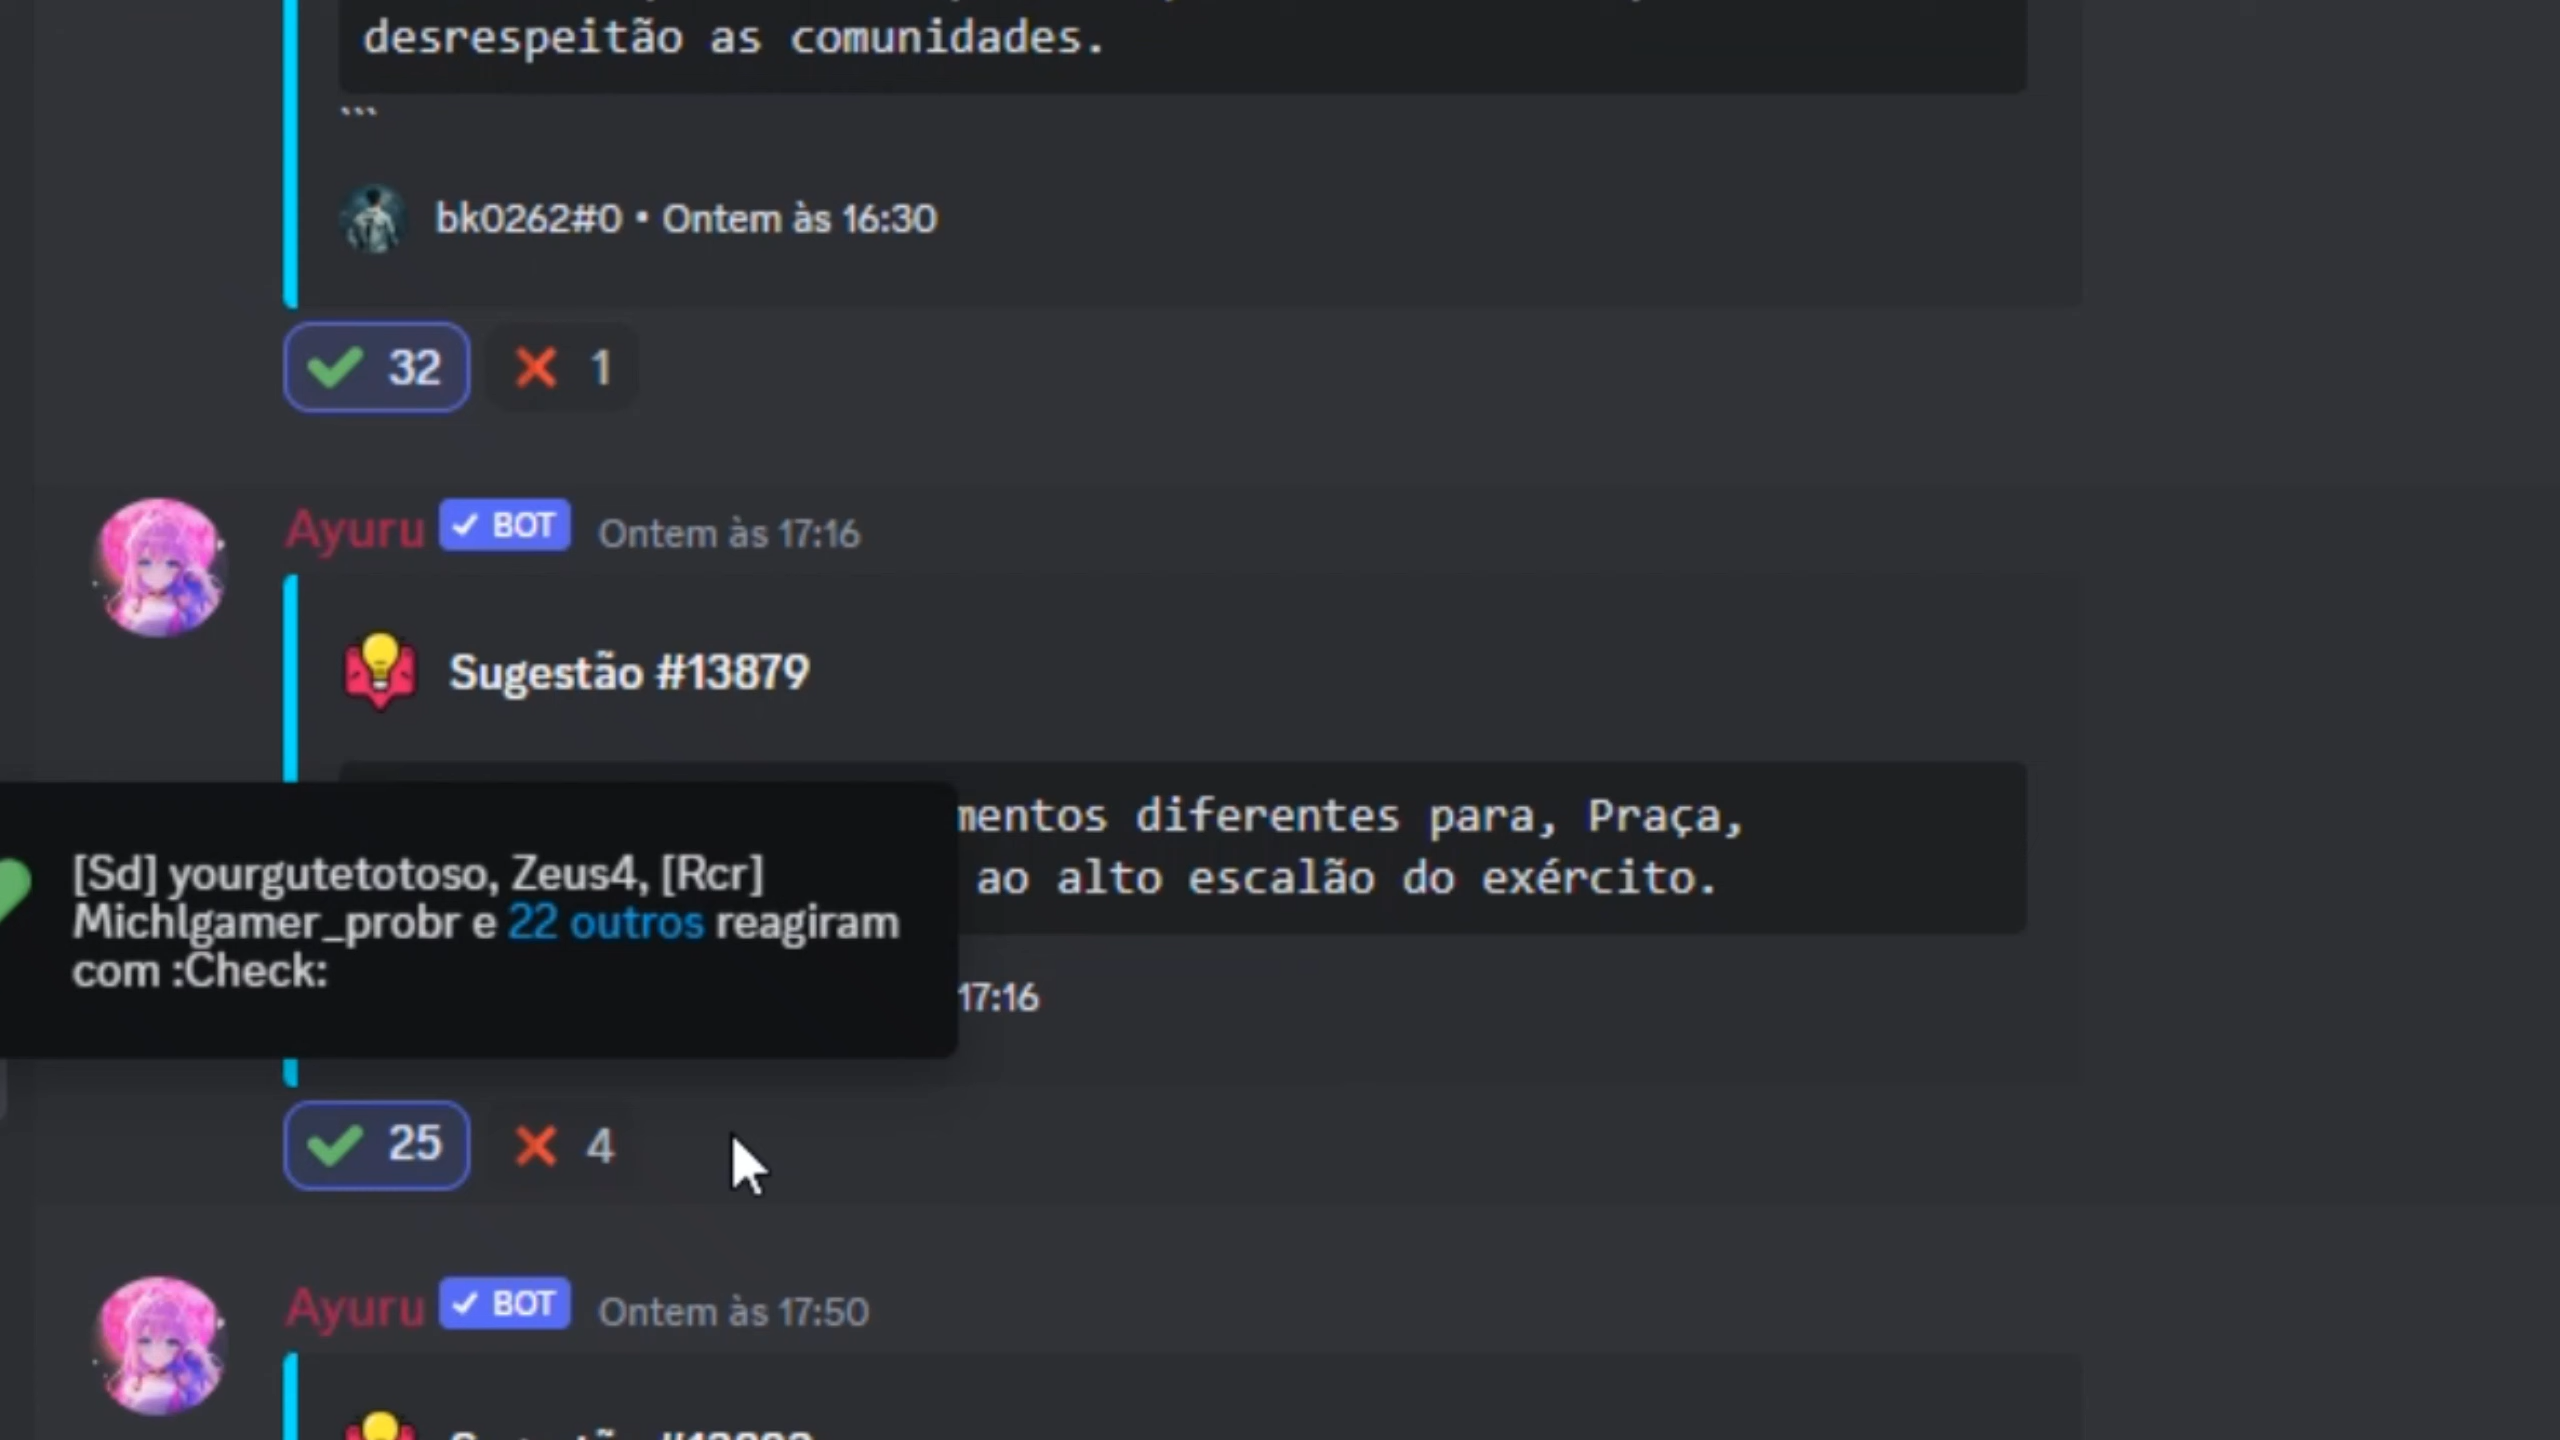 desrespeitão as comunidades.
```
bk0262#0 • Ontem às 16:30
32 1
Ayuru BOT Ontem às 17:16
Sugestão #13879
mentos diferentes para, Praça,
ao alto escalão do exército.
[Sd] yourgutetotoso, Zeus4, [Rcr]
Michlgamer_probr e 22 outros reagiram
com :Check:
17:16
25 4
Ayuru BOT Ontem às 17:50